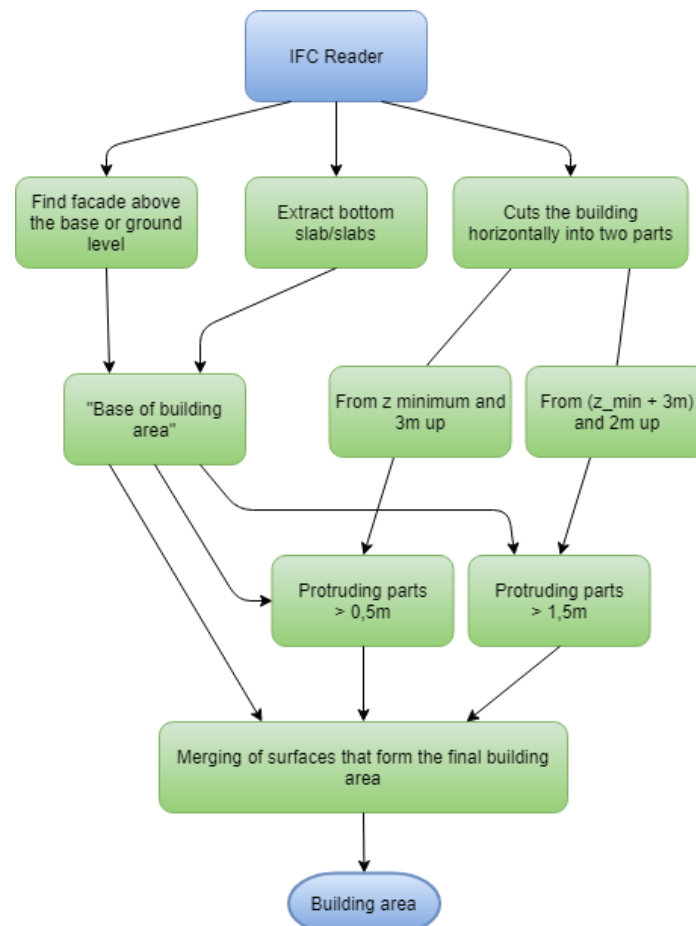 IFC Reader
Find facade above
the base or ground
level
Extract bottom
slab/slabs
Cuts the building
horizontally into two
parts
"Base of building
area"
From z minimum and
3m up
From (z_min + 3m)
and 2m up
Protruding parts
> 0,5m
Protruding parts
> 1,5m
Merging of surfaces that form the final building
area
Building area